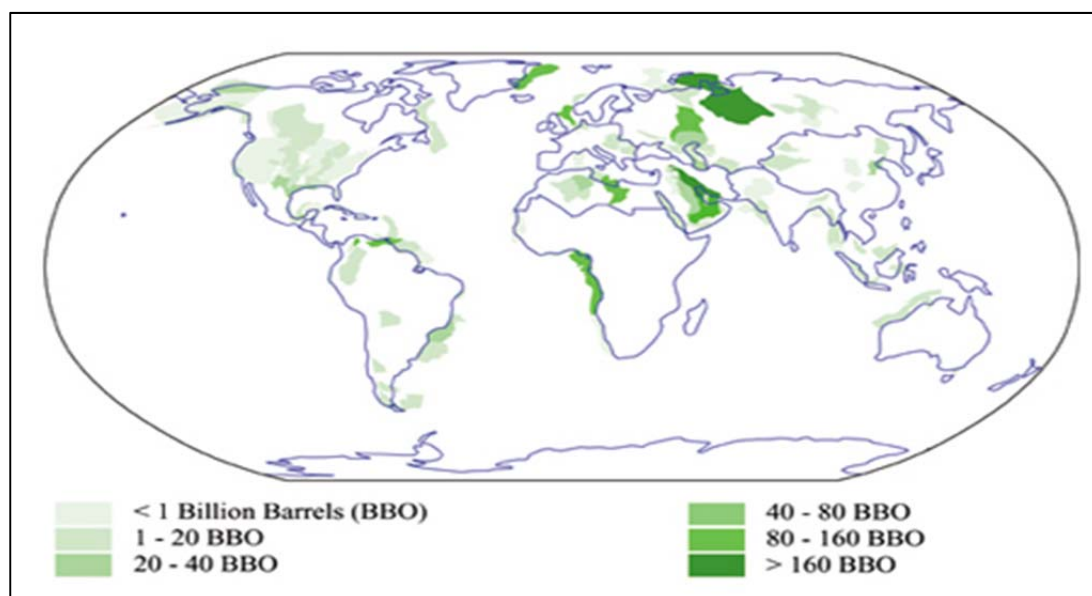 < 1 Billion Barrels (BBO)
1 - 20 BBO
20 - 40 BBO
40 - 80 BBO
80 - 160 BBO
> 160 BBO